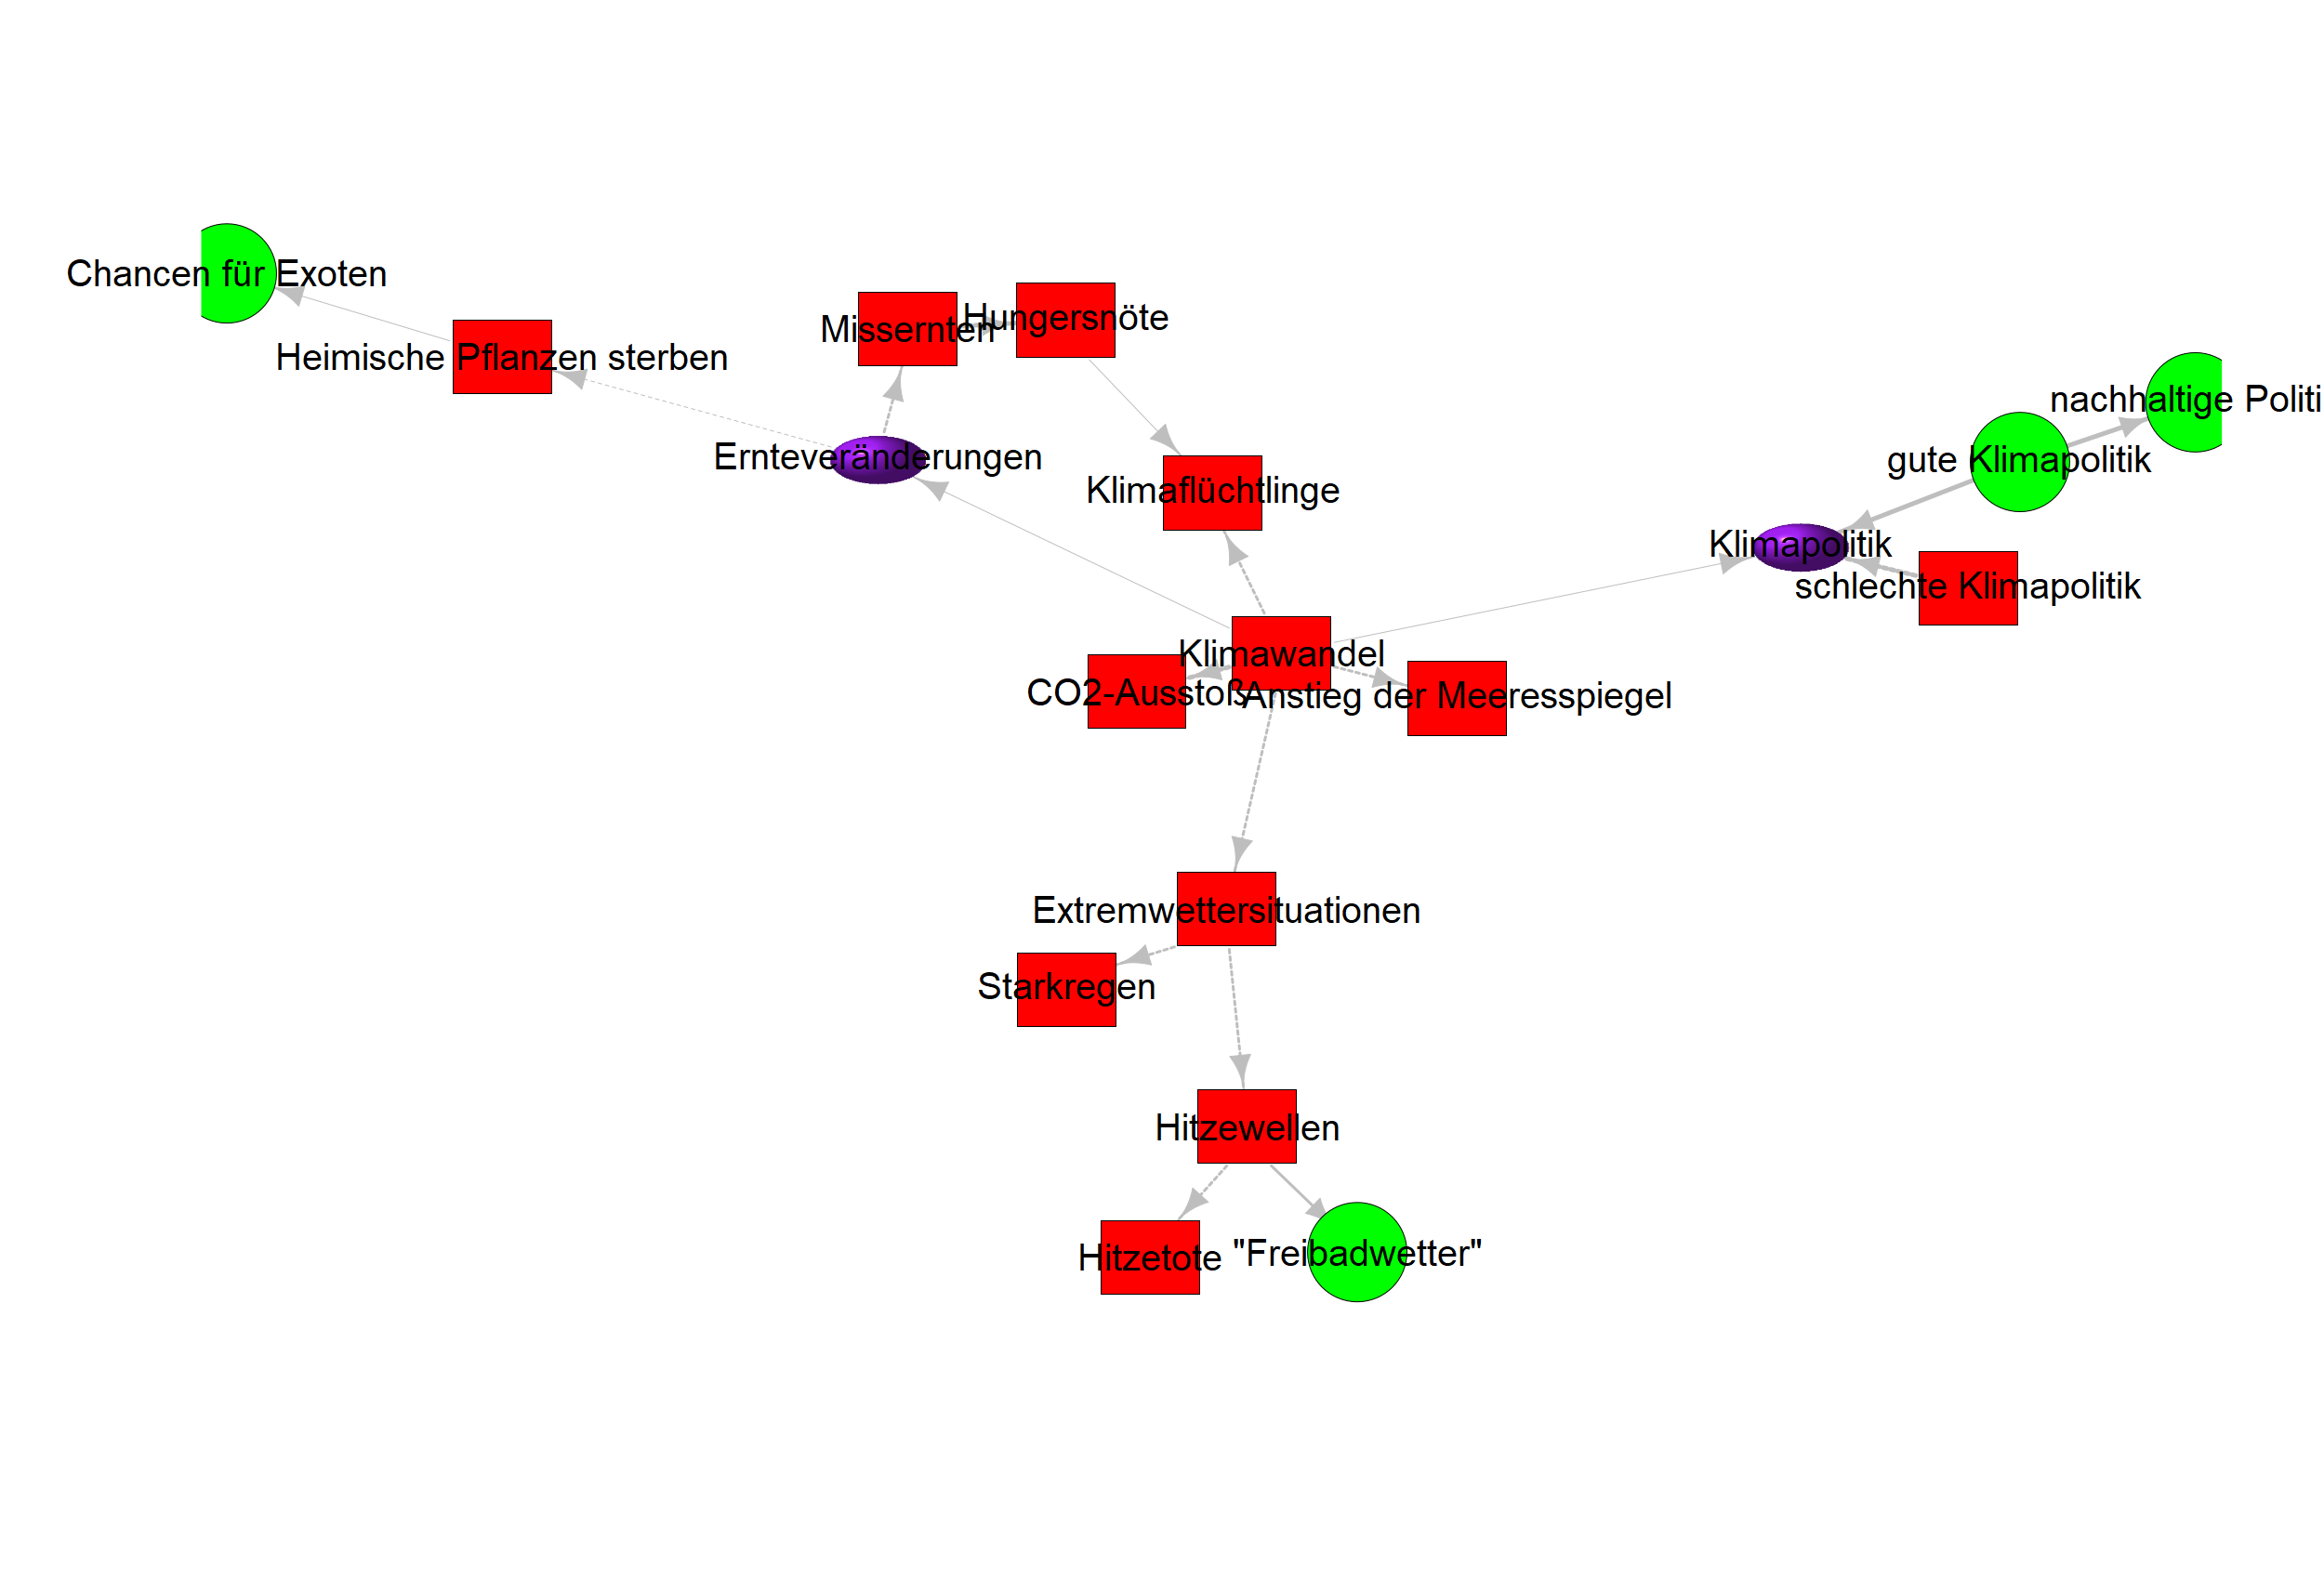 Chancen für Exoten
Hungersnöte
Missernten
Heimische Pflanzen sterben
nachhaltige Politi
Ernteveränderungen
gute Klimapolitik
Klimaflüchtlinge
Klimapolitik
schlechte Klimapolitik
Klimawandel
CO2-Ausstoß
Anstieg der Meeresspiegel
Extremwettersituationen
Starkregen
Hitzewellen
Hitzetote
"Freibadwetter"